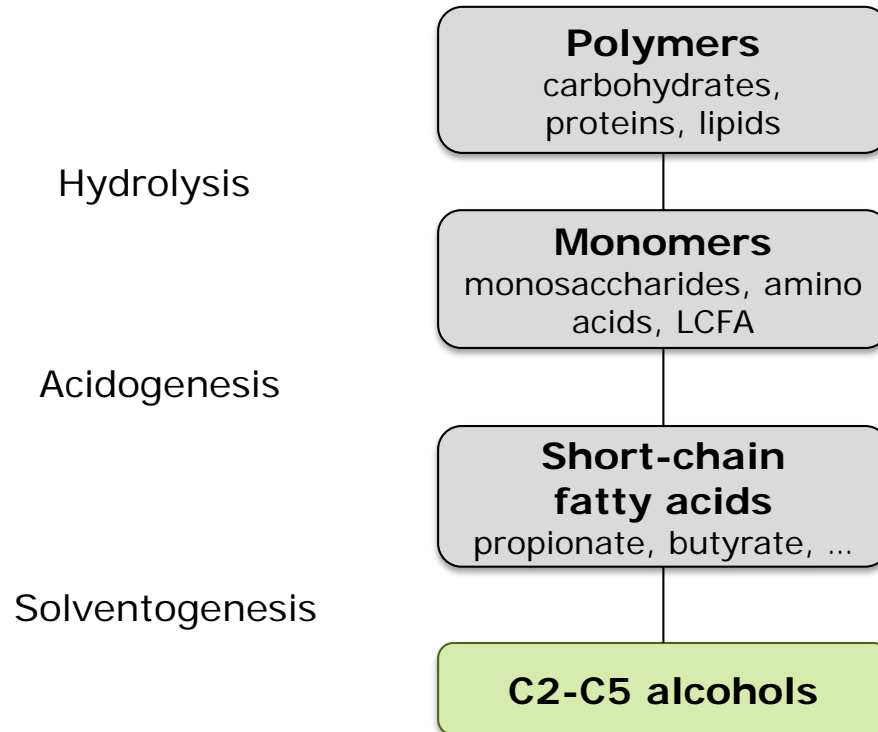 Polymers
carbohydrates,
proteins, lipids
Hydrolysis
Monomers
monosaccharides, amino
acids, LCFA
Acidogenesis
Short-chain
fatty acids
propionate, butyrate, ...
Solventogenesis
C2-C5 alcohols